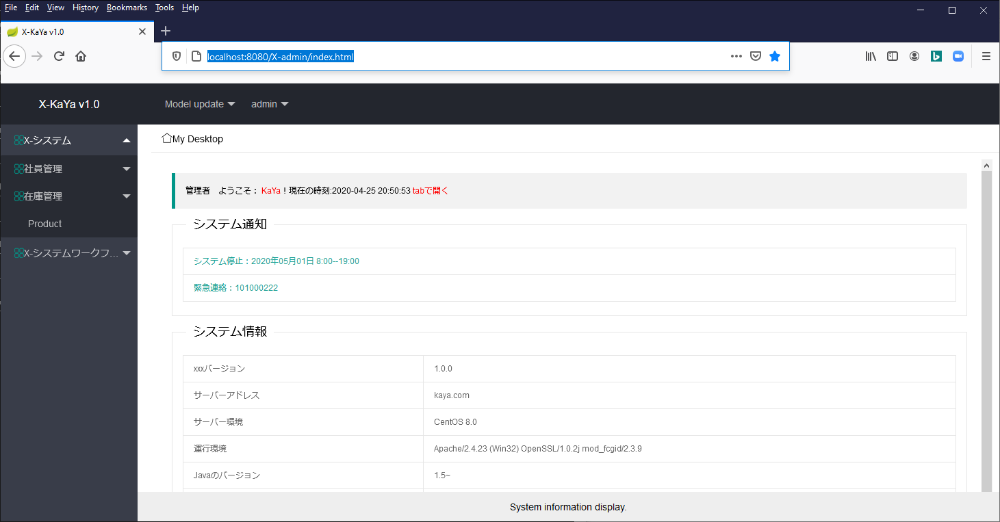 File Edit View History Bookmarks Tools Help
X-KaYa v1.0
localhost:8080/X-admin/index.html
X-KaYa v1.0 Model update admin
X-システム
社員管理
在庫管理
Product
X-システムワークフ...
My Desktop
管理者　ようこそ： KaYa！現在の時刻:2020-04-25 20:50:53 tabで開く
システム通知
システム停止：2020年05月01日 8:00--19:00
緊急連絡：101000222
システム情報
xxxバージョン 1.0.0
サーバーアドレス kaya.com
サーバー環境 CentOS 8.0
運行環境 Apache/2.4.23 (Win32) OpenSSL/1.0.2j mod_fcgid/2.3.9
Javaのバージョン 1.5~
System information display.